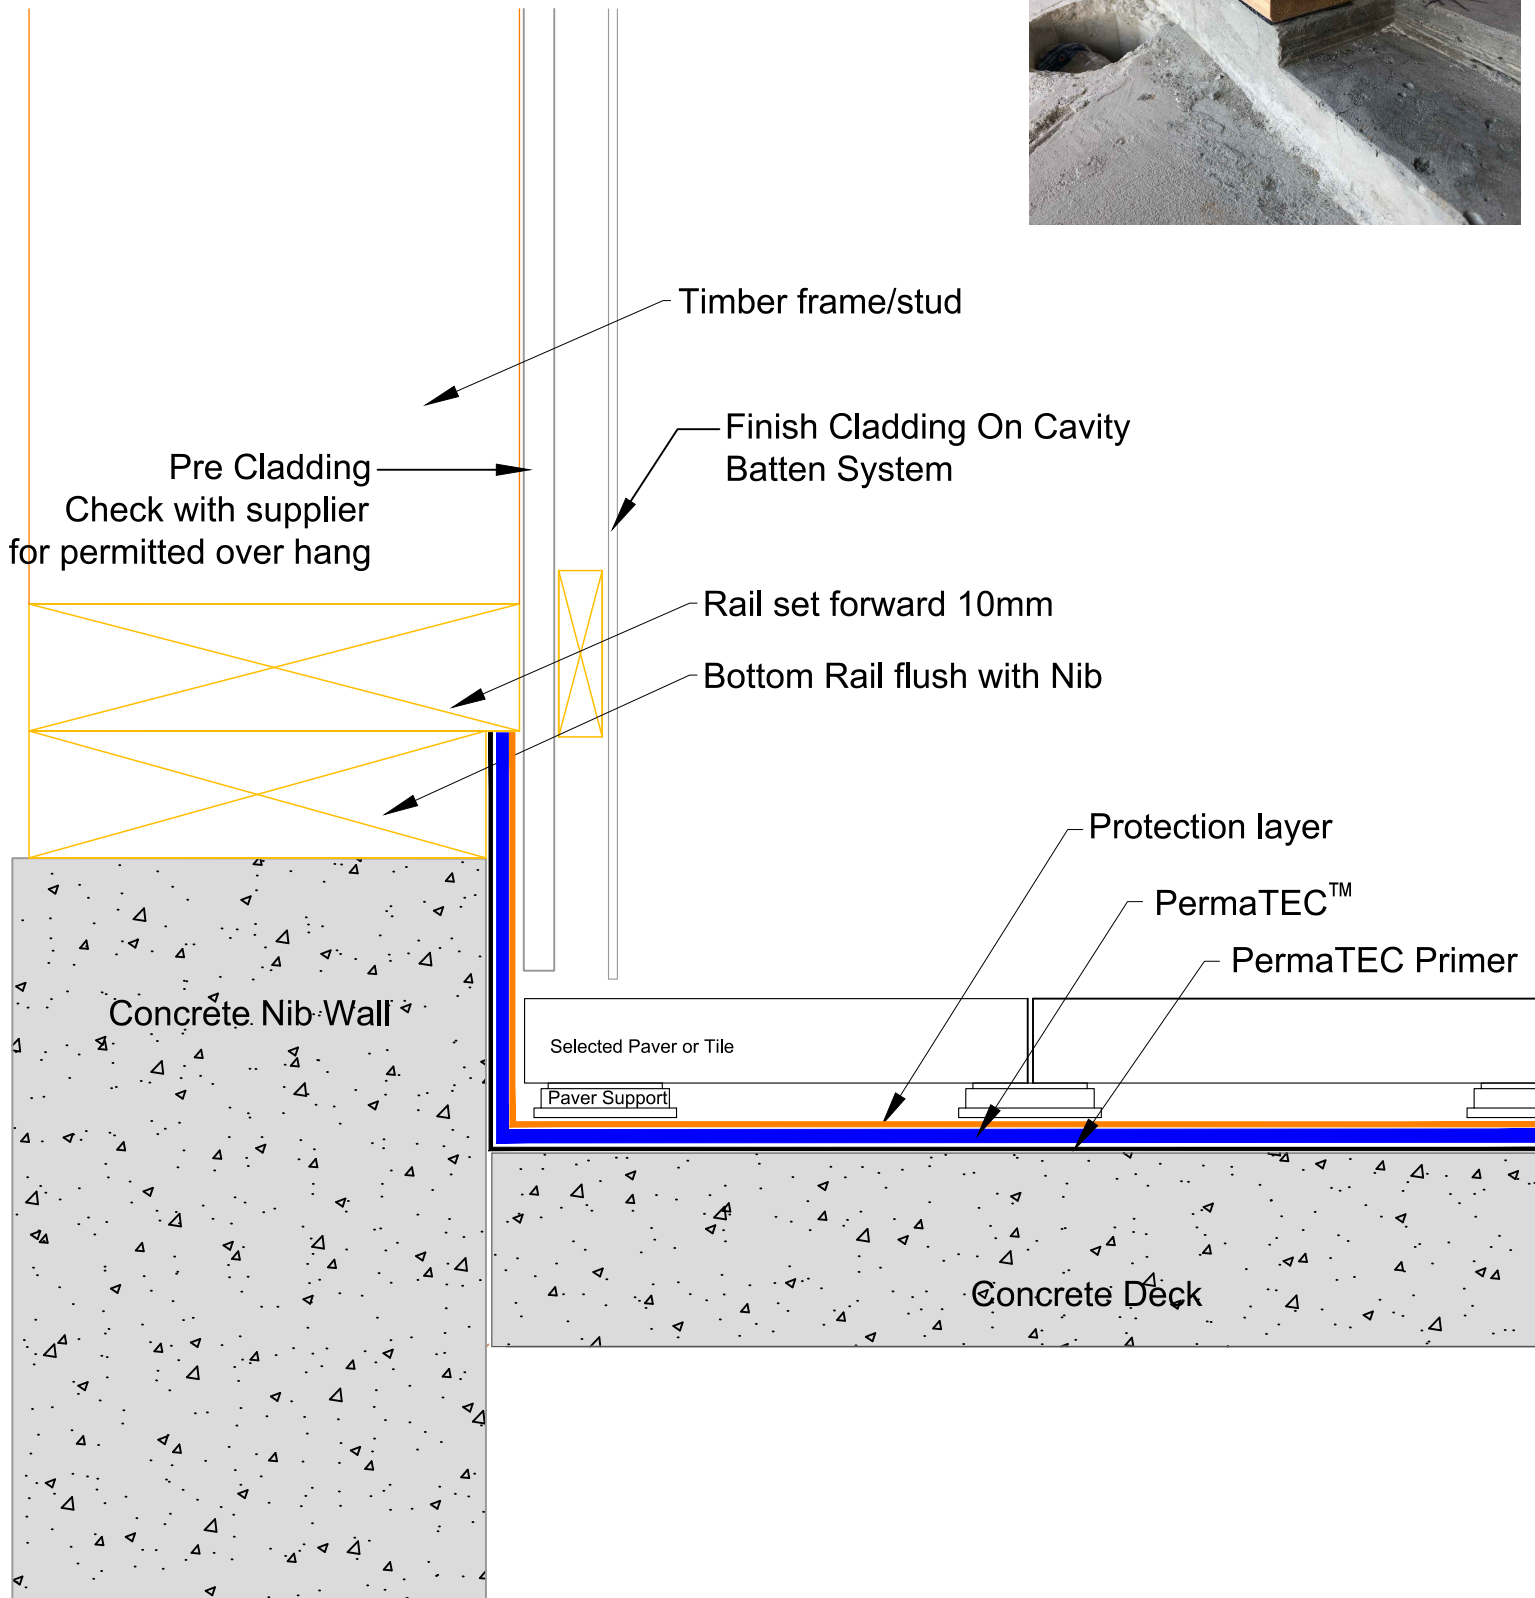 Timber frame/stud
Finish Cladding On Cavity
Batten System
Pre Cladding
Check with supplier
for permitted over hang
Rail set forward 10mm
Bottom Rail flush with Nib
Protection layer
PermaTEC™
PermaTEC Primer
Concrete Nib Wall
Selected Paver or Tile
Paver Support
Concrete Deck